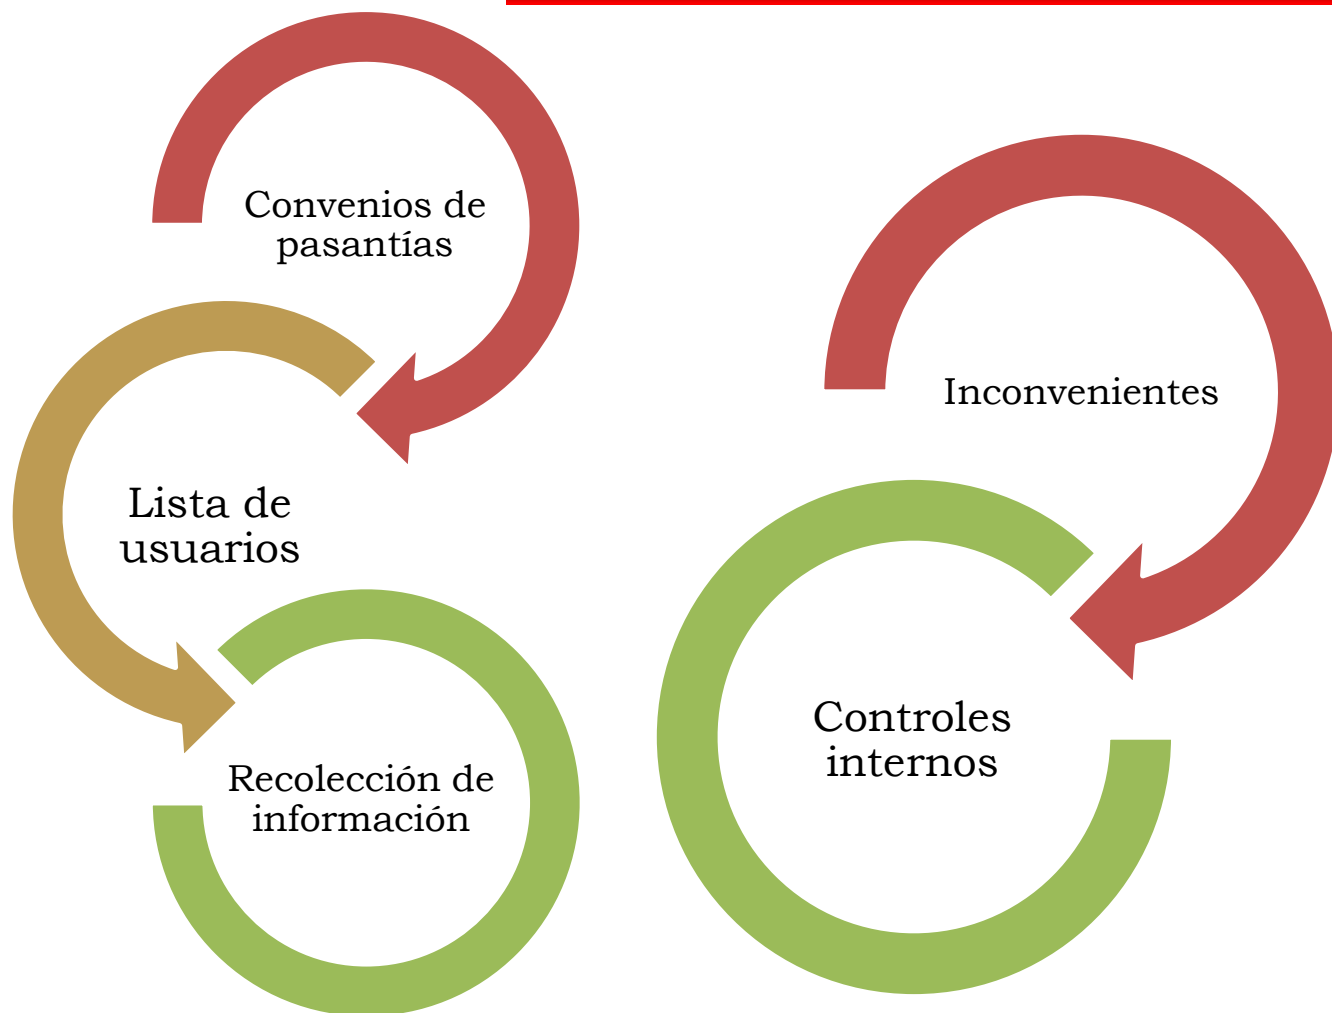 Convenios de
pasantías
Lista de
usuarios
Recolección de
información
Inconvenientes
Controles
internos